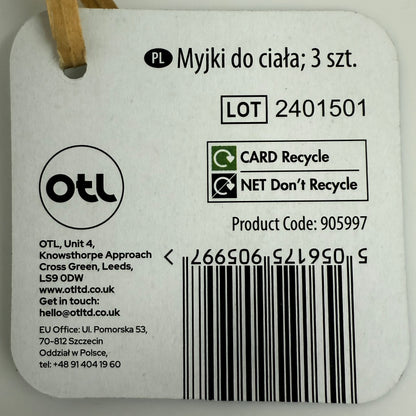 PL Myjki do ciała; 3 szt.
LOT 2401501
CARD Recycle
NET Don't Recycle
Product Code: 905997
otl
OTL, Unit 4,
Knowsthorpe Approach
Cross Green, Leeds,
LS9 0DW
www.otltd.co.uk
Get in touch:
hello@otltd.co.uk
EU Office: Ul. Pomorska 53,
70-812 Szczecin
Oddział w Polsce,
tel: +48 91 404 19 60
5 056175 905997 >